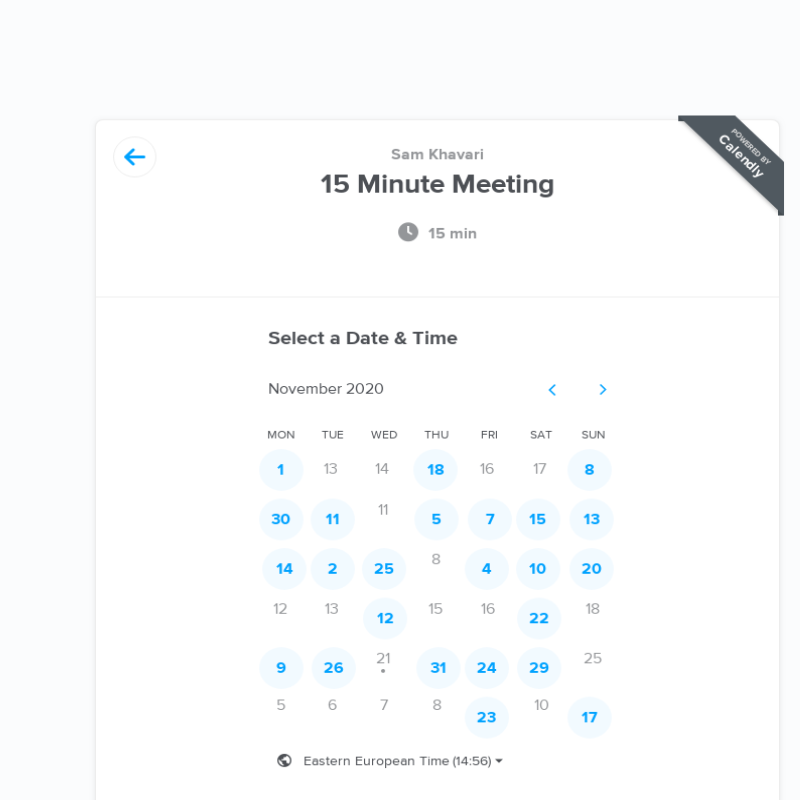 POWERED BY
Calendly
Sam Khavari
15 Minute Meeting
15 min
Select a Date & Time
November 2020
MON TUE WED THU FRI SAT SUN
1 13 14 18 16 17 8
30 11 11 5 7 15 13
14 2 25 8 4 10 20
12 13 12 15 16 22 18
9 26 21 31 24 29 25
5 6 7 8 23 10 17
Eastern European Time (14:56)